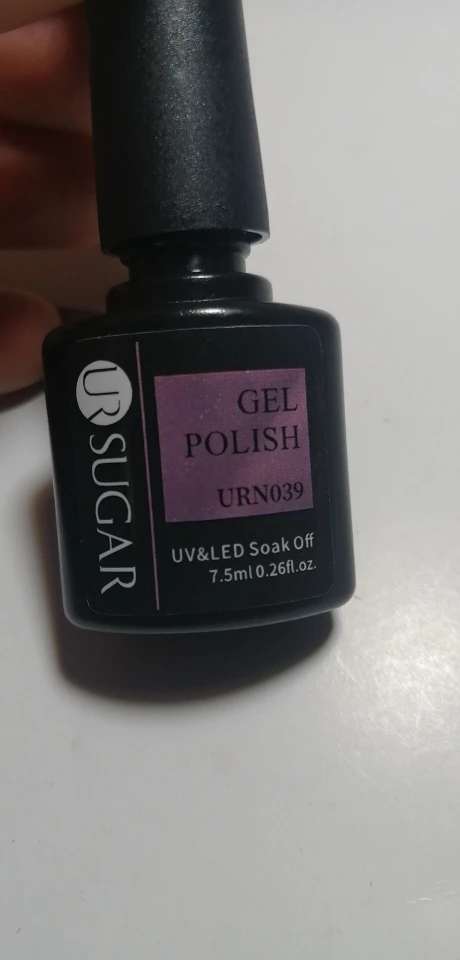 UR SUGAR
GEL
POLISH
URN039
UV&LED Soak Off
7.5ml 0.26fl.oz.